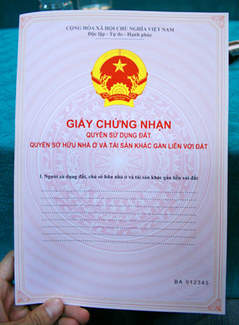 CỘNG HÒA XÃ HỘI CHỦ NGHĨA VIỆT NAM
Độc lập - Tự do - Hạnh phúc
GIẤY CHỨNG NHẬN
QUYỀN SỬ DỤNG ĐẤT
QUYỀN SỞ HỮU NHÀ Ở VÀ TÀI SẢN KHÁC GẮN LIỀN VỚI ĐẤT
I. Người sử dụng đất, chủ sở hữu nhà ở và tài sản khác gắn liền với đất
BA 012345